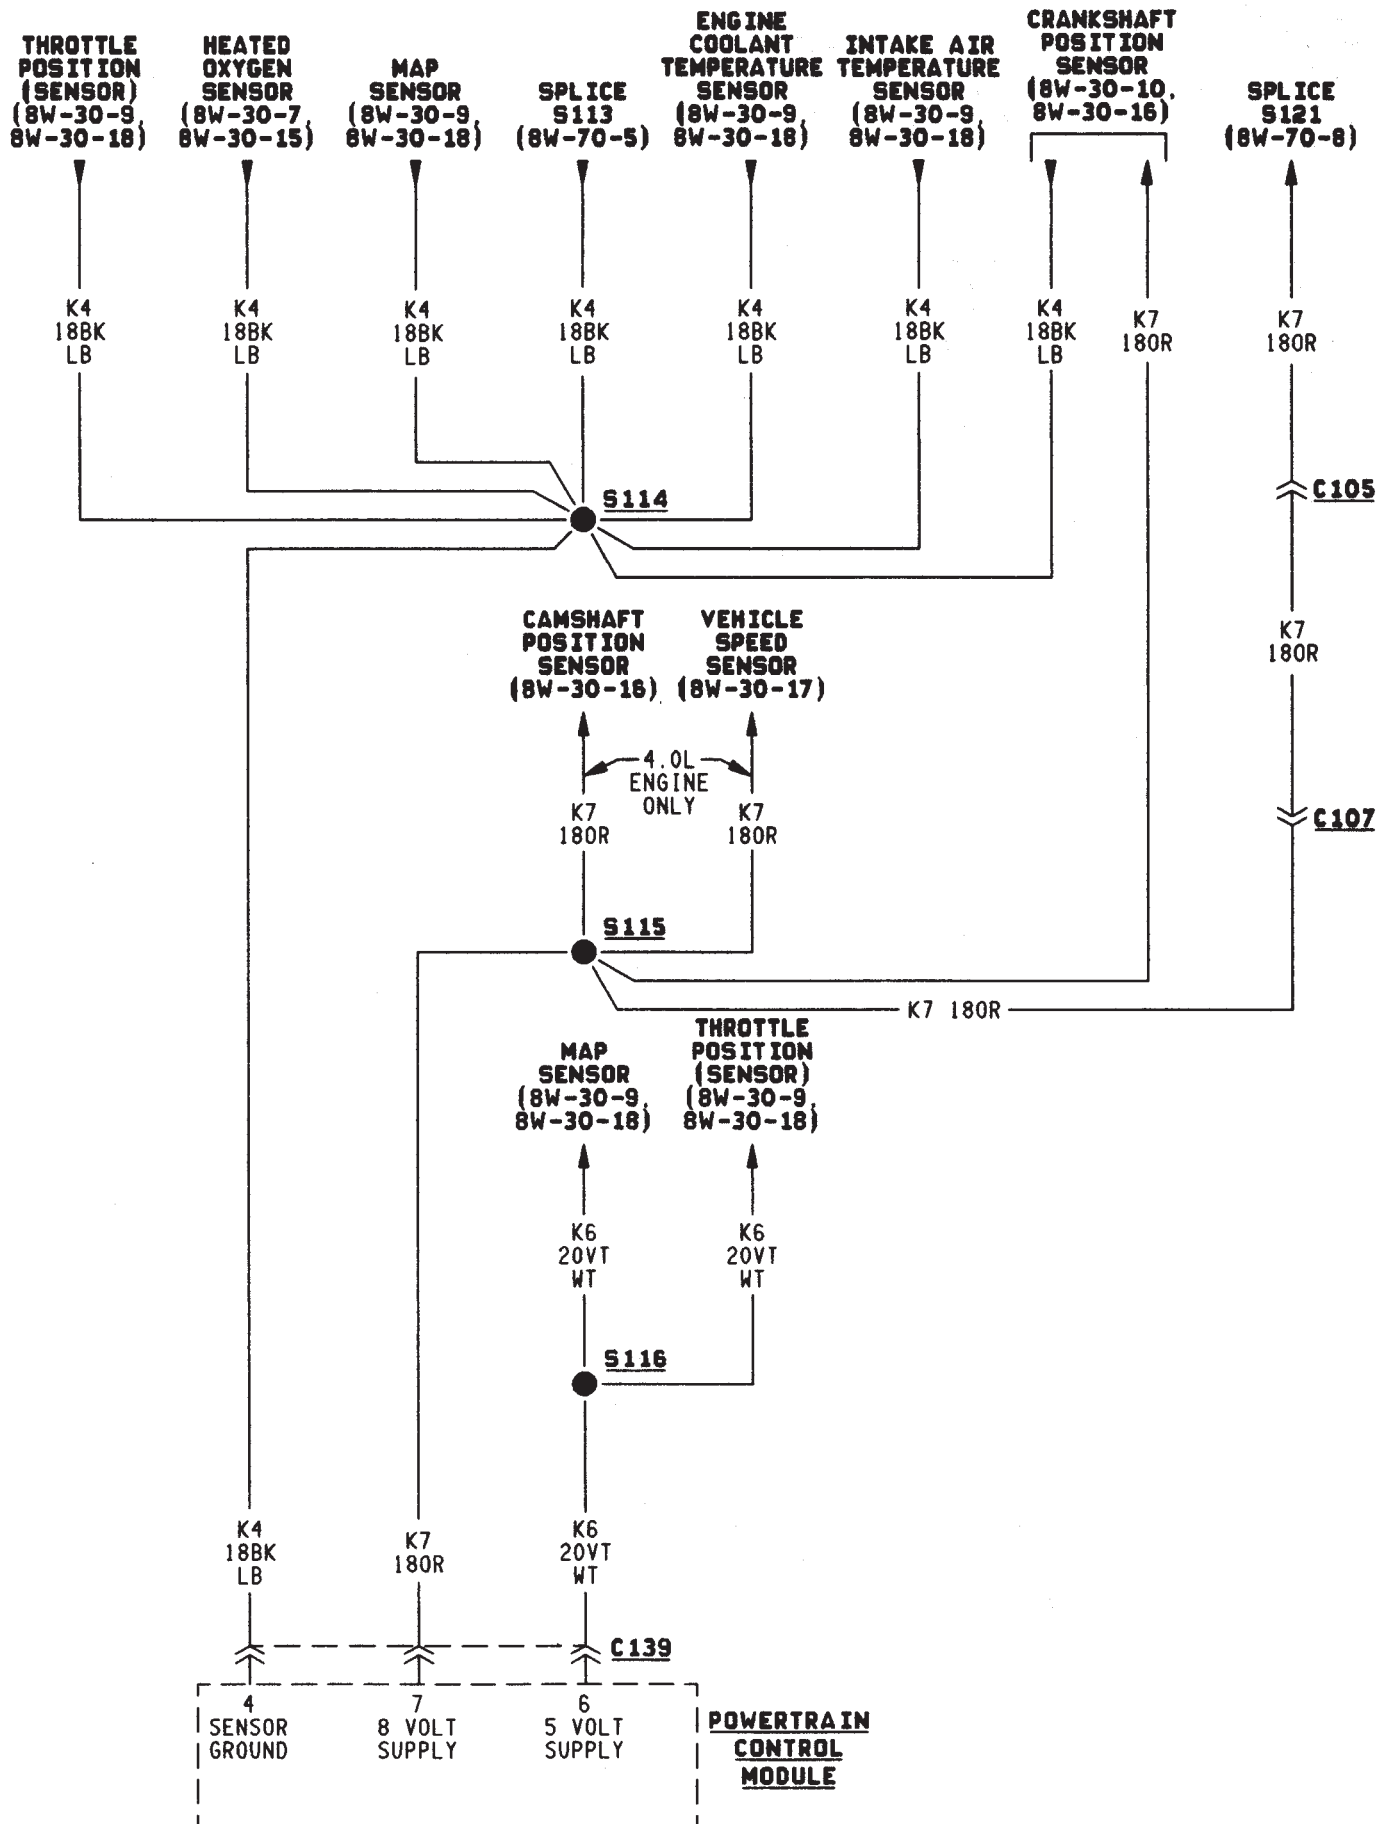 THROTTLE
POSITION
(SENSOR)
(8W-30-9,
8W-30-18)
HEATED
OXYGEN
SENSOR
(8W-30-7,
8W-30-15)
MAP
SENSOR
(8W-30-9,
8W-30-18)
SPLICE
S113
(8W-70-5)
ENGINE
COOLANT
TEMPERATURE
SENSOR
(8W-30-9,
8W-30-18)
INTAKE AIR
TEMPERATURE
SENSOR
(8W-30-9,
8W-30-18)
CRANKSHAFT
POSITION
SENSOR
(8W-30-10,
8W-30-16)
SPLICE
S121
(8W-70-8)
K4
18BK
LB
K4
18BK
LB
K4
18BK
LB
K4
18BK
LB
K4
18BK
LB
K4
18BK
LB
K4
18BK
LB
K7
18OR
K7
18OR
S114
C105
CAMSHAFT
POSITION
SENSOR
(8W-30-16)
VEHICLE
SPEED
SENSOR
(8W-30-17)
K7
18OR
4.0L
ENGINE
ONLY
K7
18OR
K7
18OR
C107
S115
K7 18OR
MAP
SENSOR
(8W-30-9,
8W-30-18)
THROTTLE
POSITION
(SENSOR)
(8W-30-9,
8W-30-18)
K6
20VT
WT
K6
20VT
WT
S116
K4
18BK
LB
K7
18OR
K6
20VT
WT
C139
4
SENSOR
GROUND
7
8 VOLT
SUPPLY
6
5 VOLT
SUPPLY
POWERTRAIN
CONTROL
MODULE